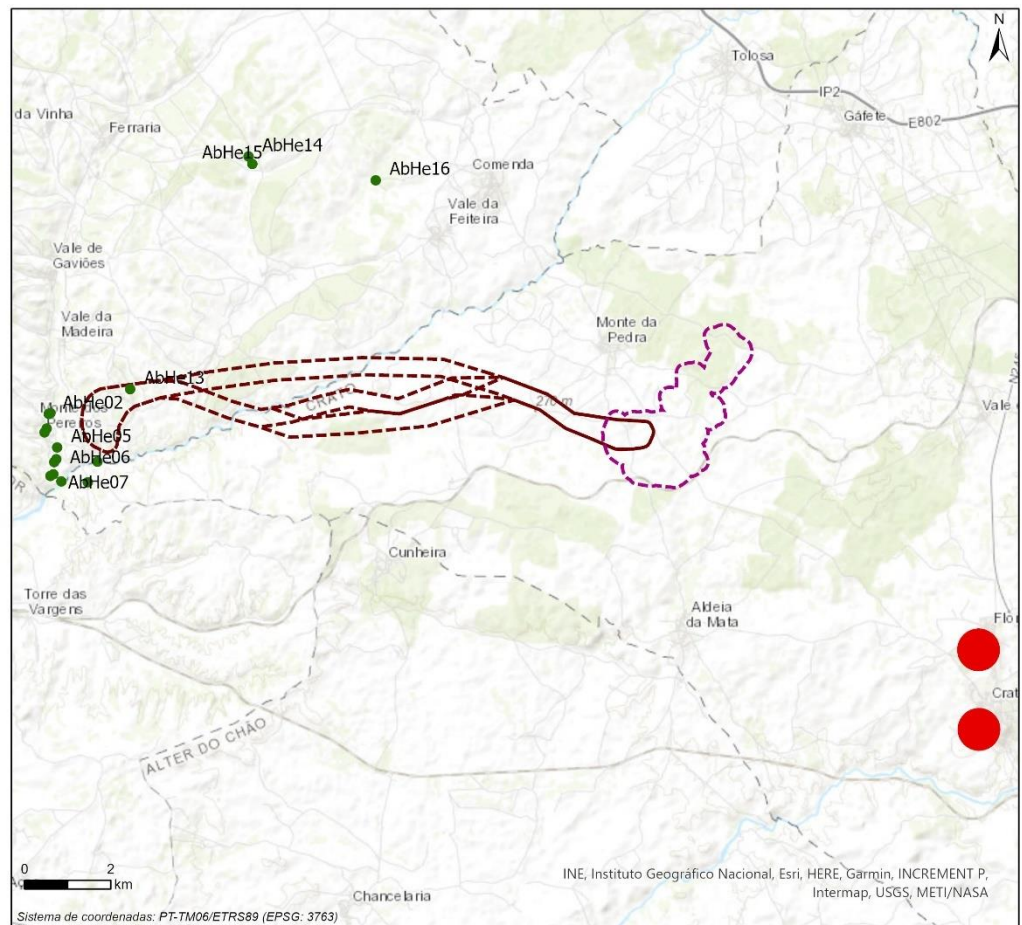 N
Tolosa
IP2
Gáfete
E802
da Vinha
Ferraria
AbHe15
AbHe14
AbHe16
Comenda
Vale da
Feiteira
Vale de
Gaviões
Vale da
Madeira
Monte da
Pedra
AbHe13
CRATO
270 m
AbHe02
AbHe05
AbHe06
AbHe07
Vale
Cunheira
Torre das
Vargens
Aldeia
da Mata
Flór
Crat
ALTER DO CHÃO
0 2
km
Chancelaria
INE, Instituto Geográfico Nacional, Esri, HERE, Garmin, INCREMENT P,
Intermap, USGS, METI/NASA
Sistema de coordenadas: PT-TM06/ETRS89 (EPSG: 3763)